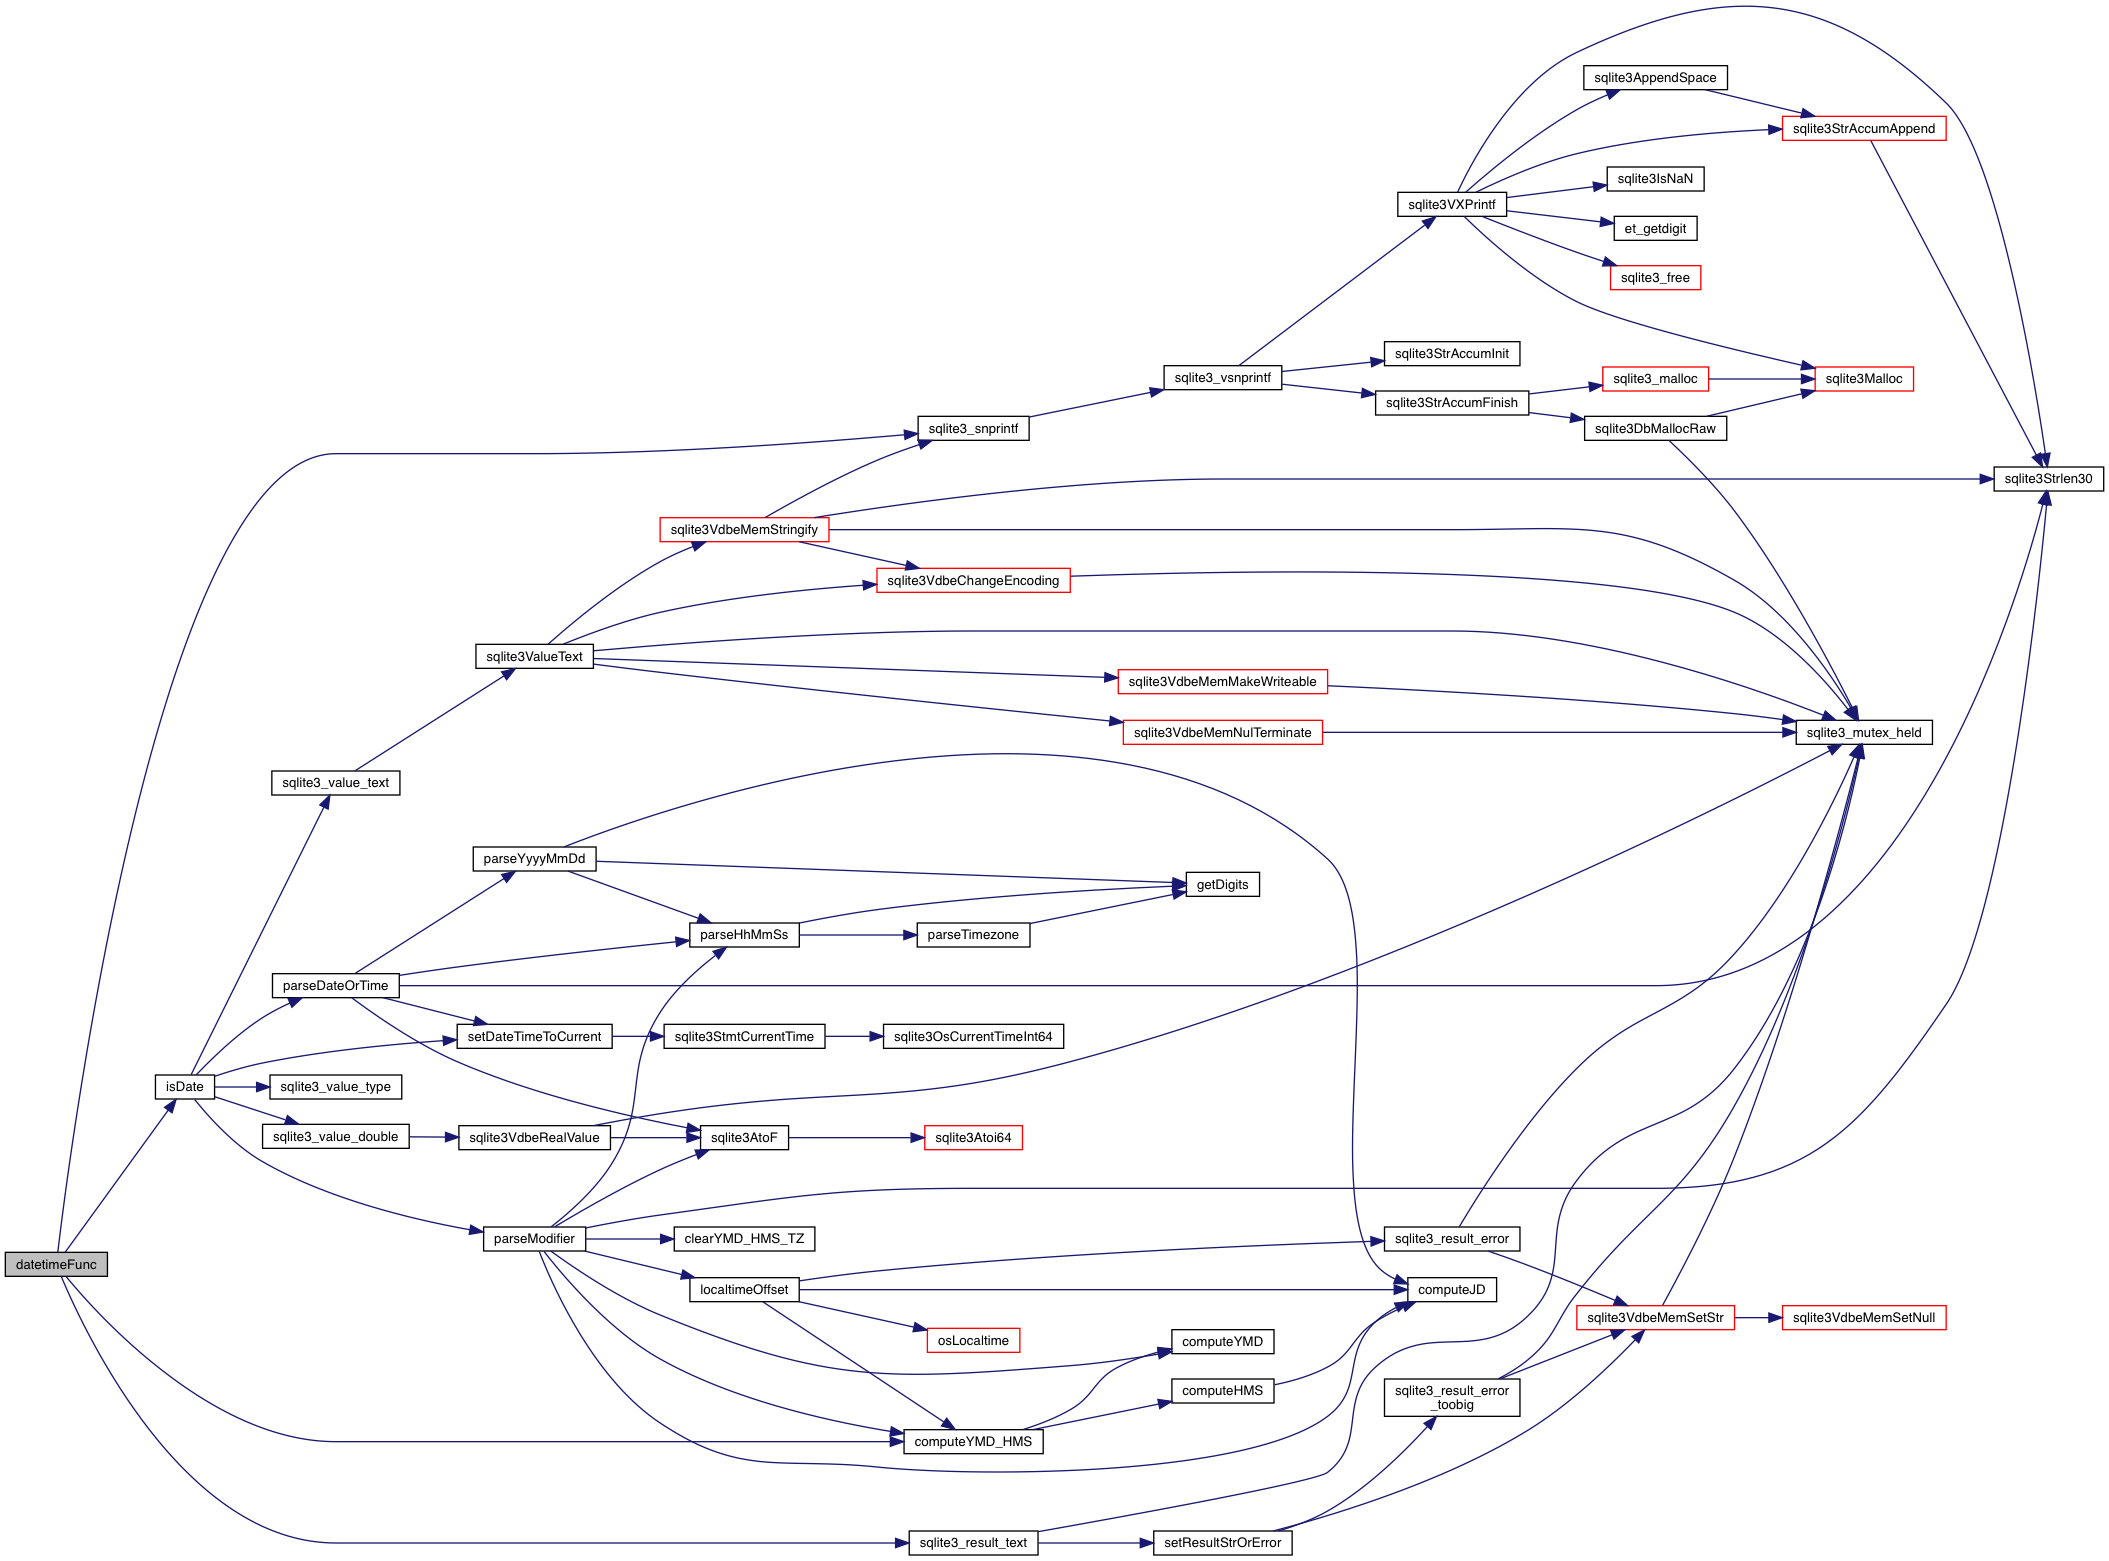 sqlite3AppendSpace
sqlite3StrAccumAppend
sqlite3IsNaN
sqlite3VXPrintf
et_getdigit
sqlite3_free
sqlite3StrAccumInit
sqlite3_vsnprintf
sqlite3_malloc
sqlite3Malloc
sqlite3StrAccumFinish
sqlite3_snprintf
sqlite3DbMallocRaw
sqlite3Strlen30
sqlite3VdbeMemStringify
sqlite3VdbeChangeEncoding
sqlite3ValueText
sqlite3VdbeMemMakeWriteable
sqlite3VdbeMemNulTerminate
sqlite3_mutex_held
sqlite3_value_text
parseYyyyMmDd
getDigits
parseHhMmSs
parseTimezone
parseDateOrTime
setDateTimeToCurrent
sqlite3StmtCurrentTime
sqlite3OsCurrentTimeInt64
isDate
sqlite3_value_type
sqlite3_value_double
sqlite3VdbeRealValue
sqlite3AtoF
sqlite3Atoi64
parseModifier
clearYMD_HMS_TZ
sqlite3_result_error
datetimeFunc
localtimeOffset
computeJD
osLocaltime
computeYMD
sqlite3VdbeMemSetStr
sqlite3VdbeMemSetNull
computeHMS
sqlite3_result_error
_toobig
computeYMD_HMS
sqlite3_result_text
setResultStrOrError